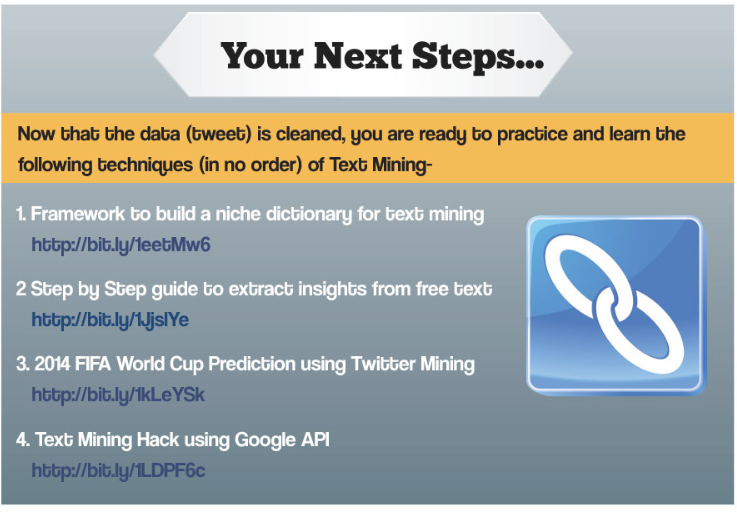 Your Next Steps...
Now that the data (tweet) is cleaned, you are ready to practice and learn the
following techniques (in no order) of Text Mining-
1. Framework to build a niche dictionary for text mining
http://bit.ly/1eetMw6
2 Step by Step guide to extract insights from free text
http://bit.ly/1JjslYe
3. 2014 FIFA World Cup Prediction using Twitter Mining
http://bit.ly/1kLeYSk
4. Text Mining Hack using Google API
http://bit.ly/1LDPF6c